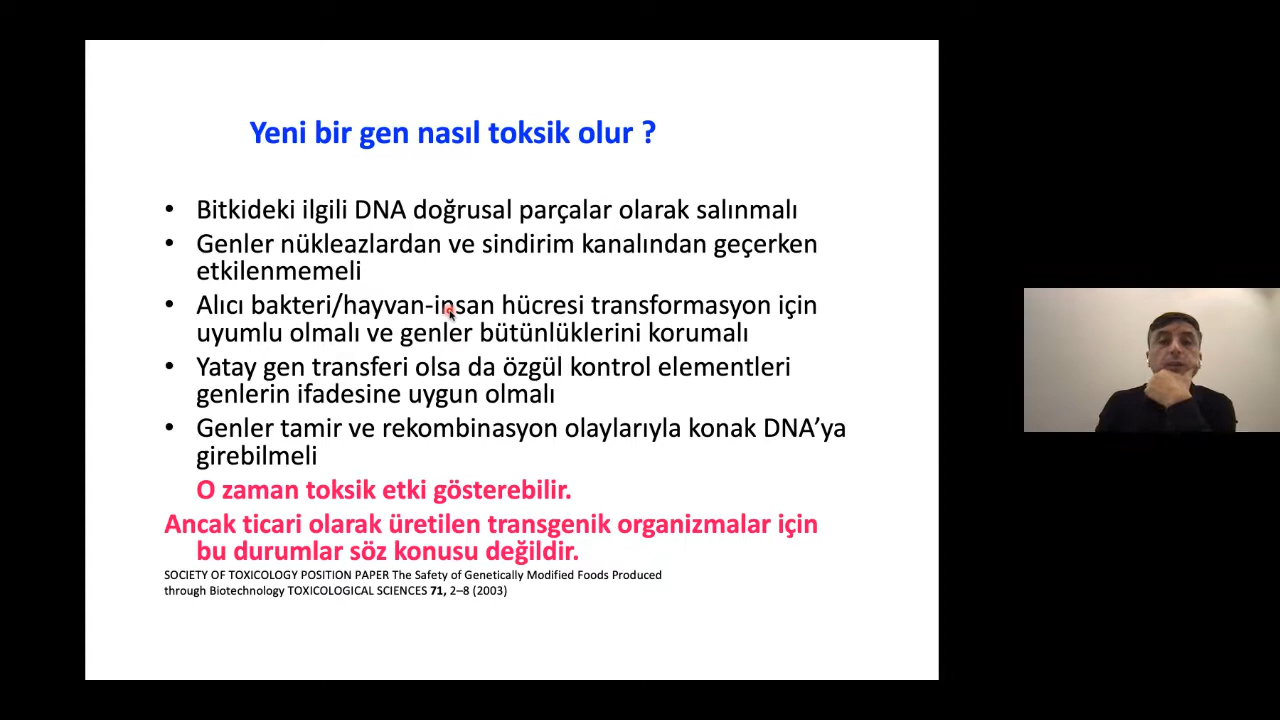 Yeni bir gen nasıl toksik olur ?
• Bitkideki ilgili DNA doğrusal parçalar olarak salınmalı
• Genler nükleazlardan ve sindirim kanalından geçerken
etkilenmemeli
• Alıcı bakteri/hayvan-insan hücresi transformasyon için
uyumlu olmalı ve genler bütünlüklerini korumalı
• Yatay gen transferi olsa da özgül kontrol elementleri
genlerin ifadesine uygun olmalı
• Genler tamir ve rekombinasyon olaylarıyla konak DNA’ya
girebilmeli
O zaman toksik etki gösterebilir.
Ancak ticari olarak üretilen transgenik organizmalar için
bu durumlar söz konusu değildir.
SOCIETY OF TOXICOLOGY POSITION PAPER The Safety of Genetically Modified Foods Produced
through Biotechnology TOXICOLOGICAL SCIENCES 71, 2–8 (2003)